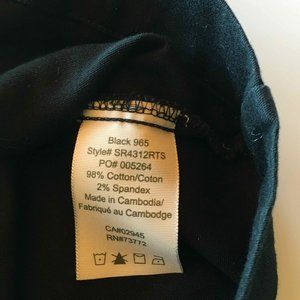 Black 965
Style# SR4312RTS
PO# 005264
98% Cotton/Coton
2% Spandex
Made in Cambodia/
Fabriqué au Cambodge
CA#02945
RN#73772